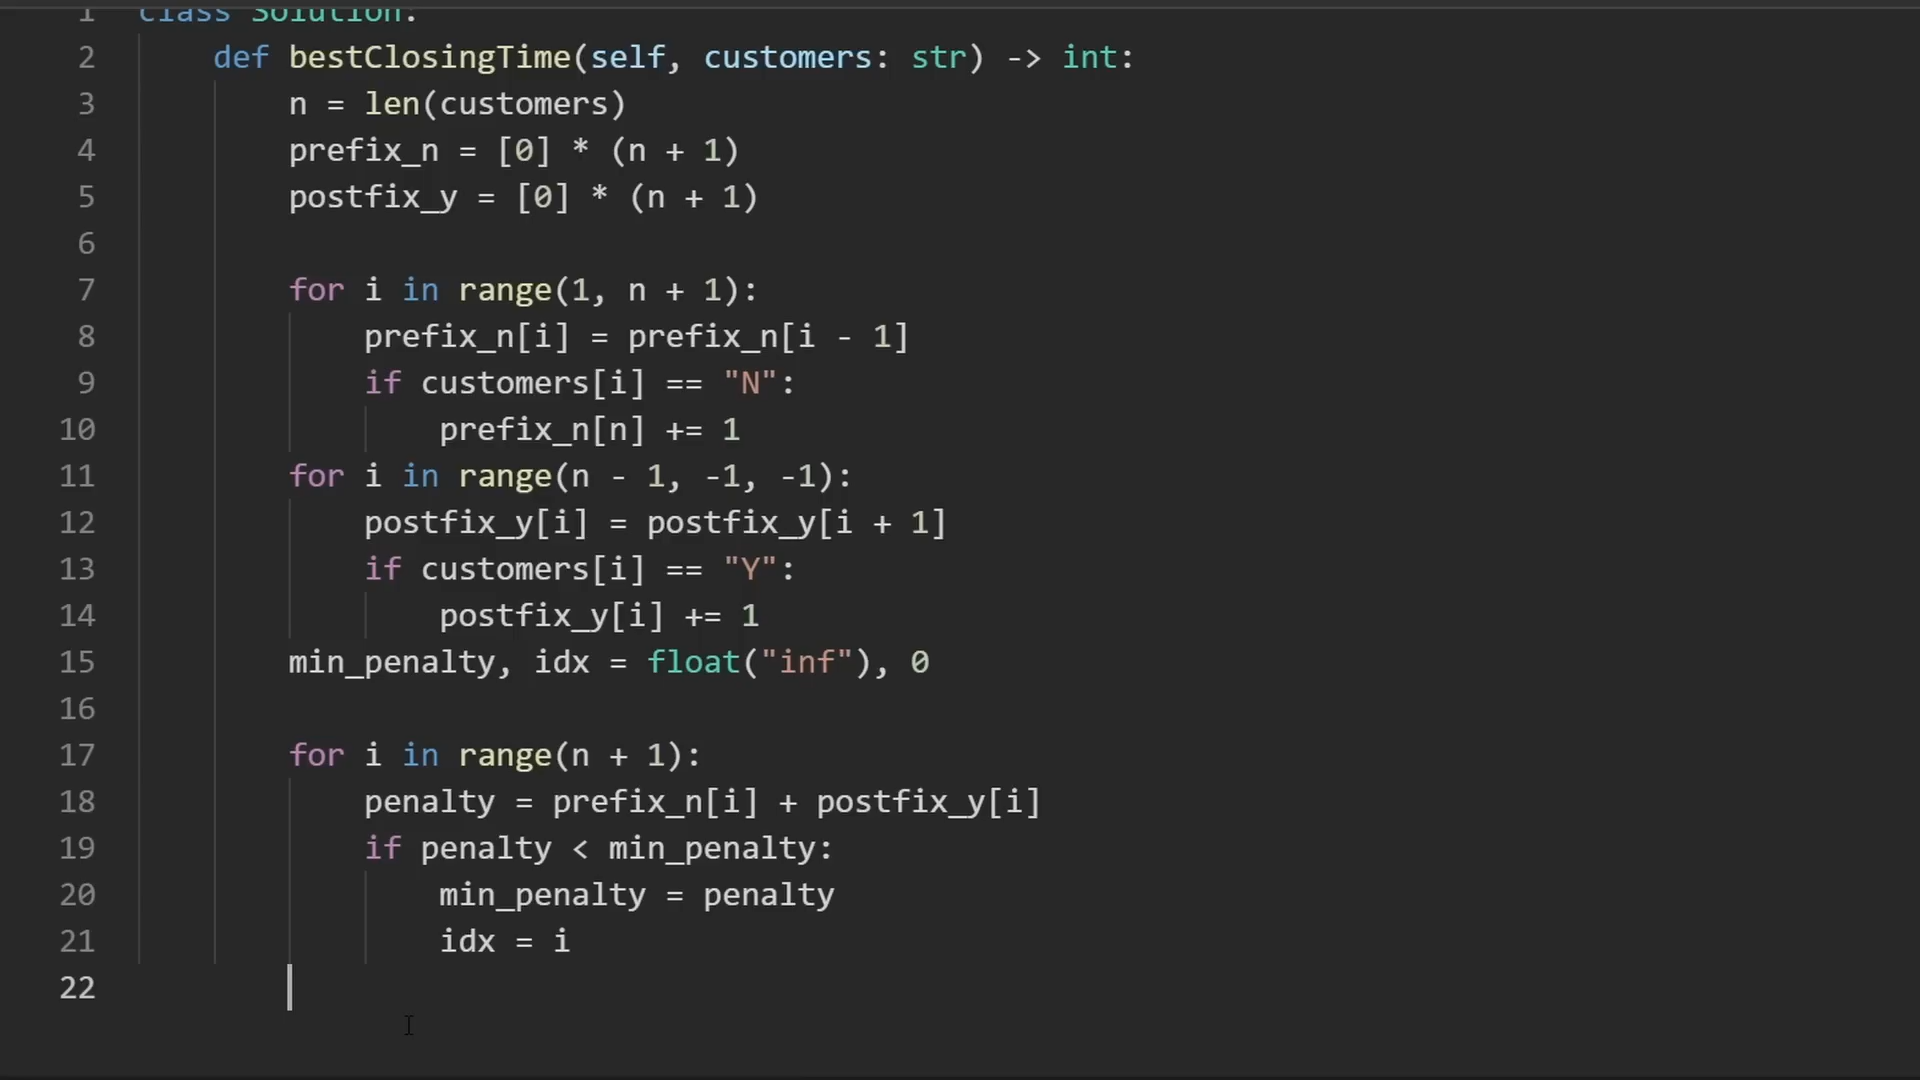 1 class Solution:
2 def bestClosingTime(self, customers: str) -> int:
3 n = len(customers)
4 prefix_n = [0] * (n + 1)
5 postfix_y = [0] * (n + 1)
6
7 for i in range(1, n + 1):
8 prefix_n[i] = prefix_n[i - 1]
9 if customers[i] == "N":
10 prefix_n[n] += 1
11 for i in range(n - 1, -1, -1):
12 postfix_y[i] = postfix_y[i + 1]
13 if customers[i] == "Y":
14 postfix_y[i] += 1
15 min_penalty, idx = float("inf"), 0
16
17 for i in range(n + 1):
18 penalty = prefix_n[i] + postfix_y[i]
19 if penalty < min_penalty:
20 min_penalty = penalty
21 idx = i
22